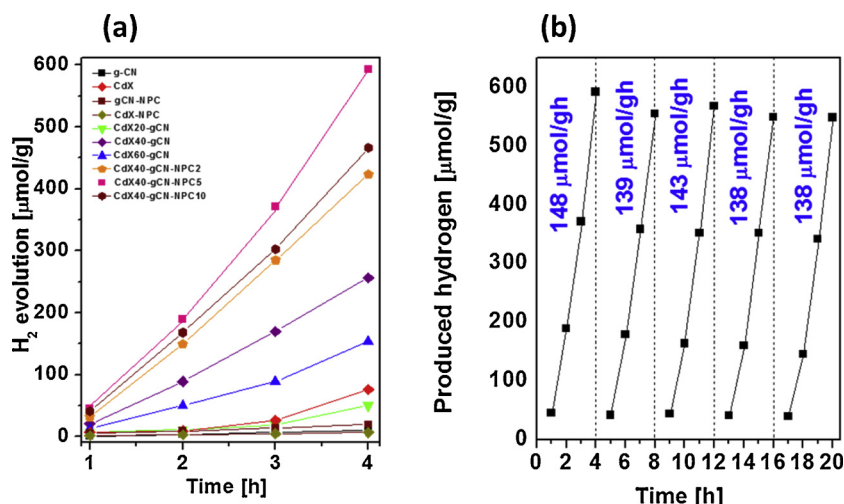 (a)
H2 evolution [μmol/g]
600
500
400
300
200
100
0
g-CN
CdX
gCN-NPC
CdX-NPC
CdX20-gCN
CdX40-gCN
CdX60-gCN
CdX40-gCN-NPC2
CdX40-gCN-NPC5
CdX40-gCN-NPC10
1 2 3 4
Time [h]
(b)
Produced hydrogen [μmol/g]
600
500
400
300
200
100
0
148 μmol/gh
139 μmol/gh
143 μmol/gh
138 μmol/gh
138 μmol/gh
0 2 4 6 8 10 12 14 16 18 20
Time [h]